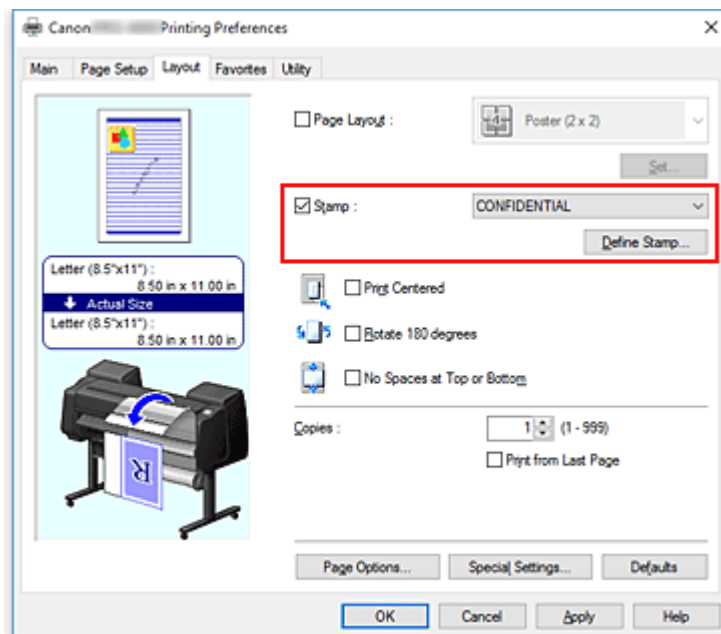 Canon Printing Preferences
Main Page Setup Layout Favorites Utility
Page Layout :
Poster (2 x 2)
Set...
Stamp :
CONFIDENTIAL
Define Stamp...
Letter (8.5"x11") :
8.50 in x 11.00 in
Actual Size
Letter (8.5"x11") :
8.50 in x 11.00 in
Print Centered
Rotate 180 degrees
No Spaces at Top or Bottom
Copies :
1 (1 - 999)
Print from Last Page
R
Page Options... Special Settings... Defaults
OK Cancel Apply Help